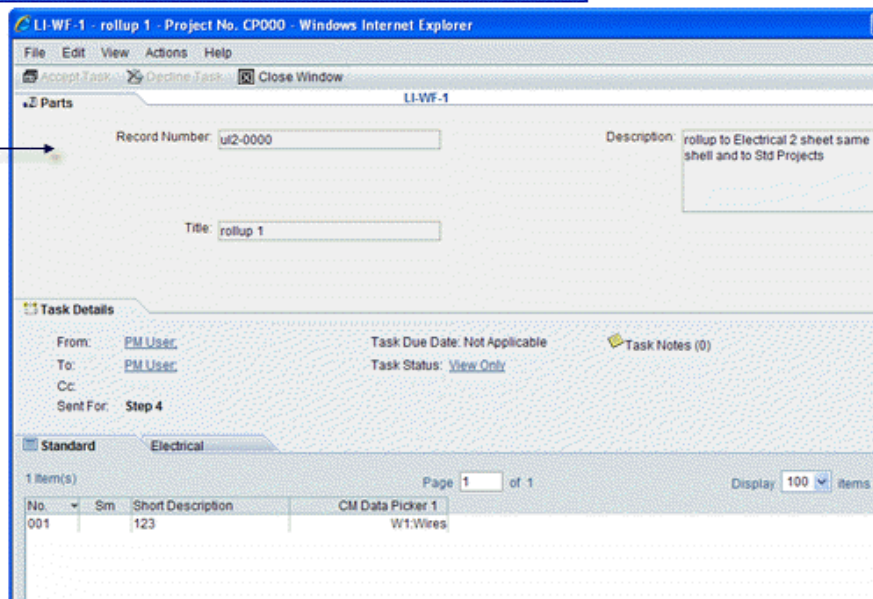 LI-WF-1 - rollup 1 - Project No. CP000 - Windows Internet Explorer
File Edit View Actions Help
Accept Task Decline Task Close Window
Parts LI-WF-1
Record Number: ul2-0000 Description: rollup to Electrical 2 sheet same
shell and to Std Projects
Title: rollup 1
Task Details
From: PM User, Task Due Date: Not Applicable Task Notes (0)
To: PM User, Task Status: View Only
Cc:
Sent For: Step 4
Standard Electrical
1 item(s) Page 1 of 1 Display 100 items
No. Sm Short Description CM Data Picker 1
001 123 W1:Wires